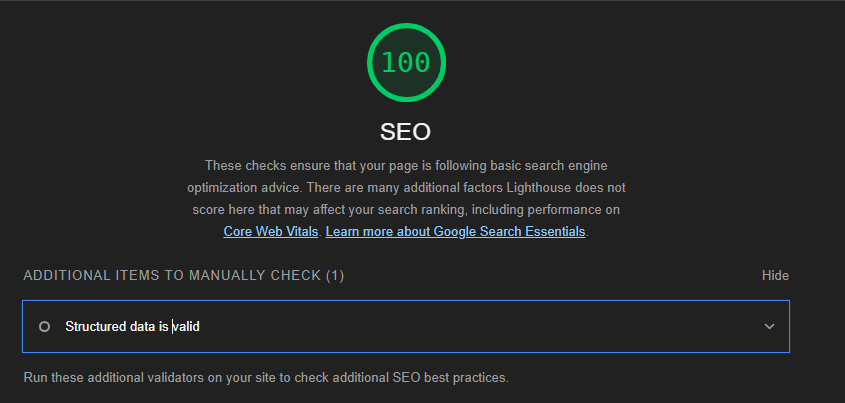 100
SEO
These checks ensure that your page is following basic search engine
optimization advice. There are many additional factors Lighthouse does not
score here that may affect your search ranking, including performance on
Core Web Vitals. Learn more about Google Search Essentials.
ADDITIONAL ITEMS TO MANUALLY CHECK (1)
Hide
Structured data is valid
Run these additional validators on your site to check additional SEO best practices.